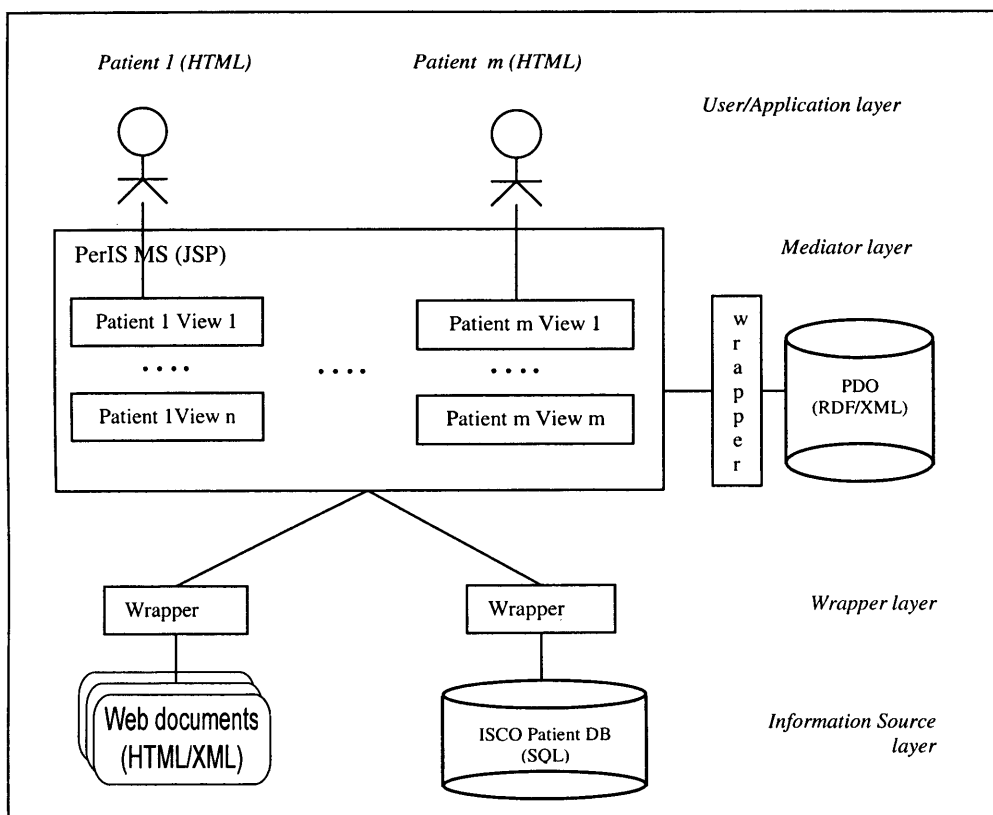 Patient 1 (HTML)
Patient m (HTML)
User/Application layer
PerIS MS (JSP)
Mediator layer
Patient 1 View 1
Patient m View 1
w
r
a
p
p
e
r
PDO
(RDF/XML)
....
....
....
Patient 1View n
Patient m View m
Wrapper
Wrapper
Wrapper layer
Web documents
(HTML/XML)
ISCO Patient DB
(SQL)
Information Source
layer